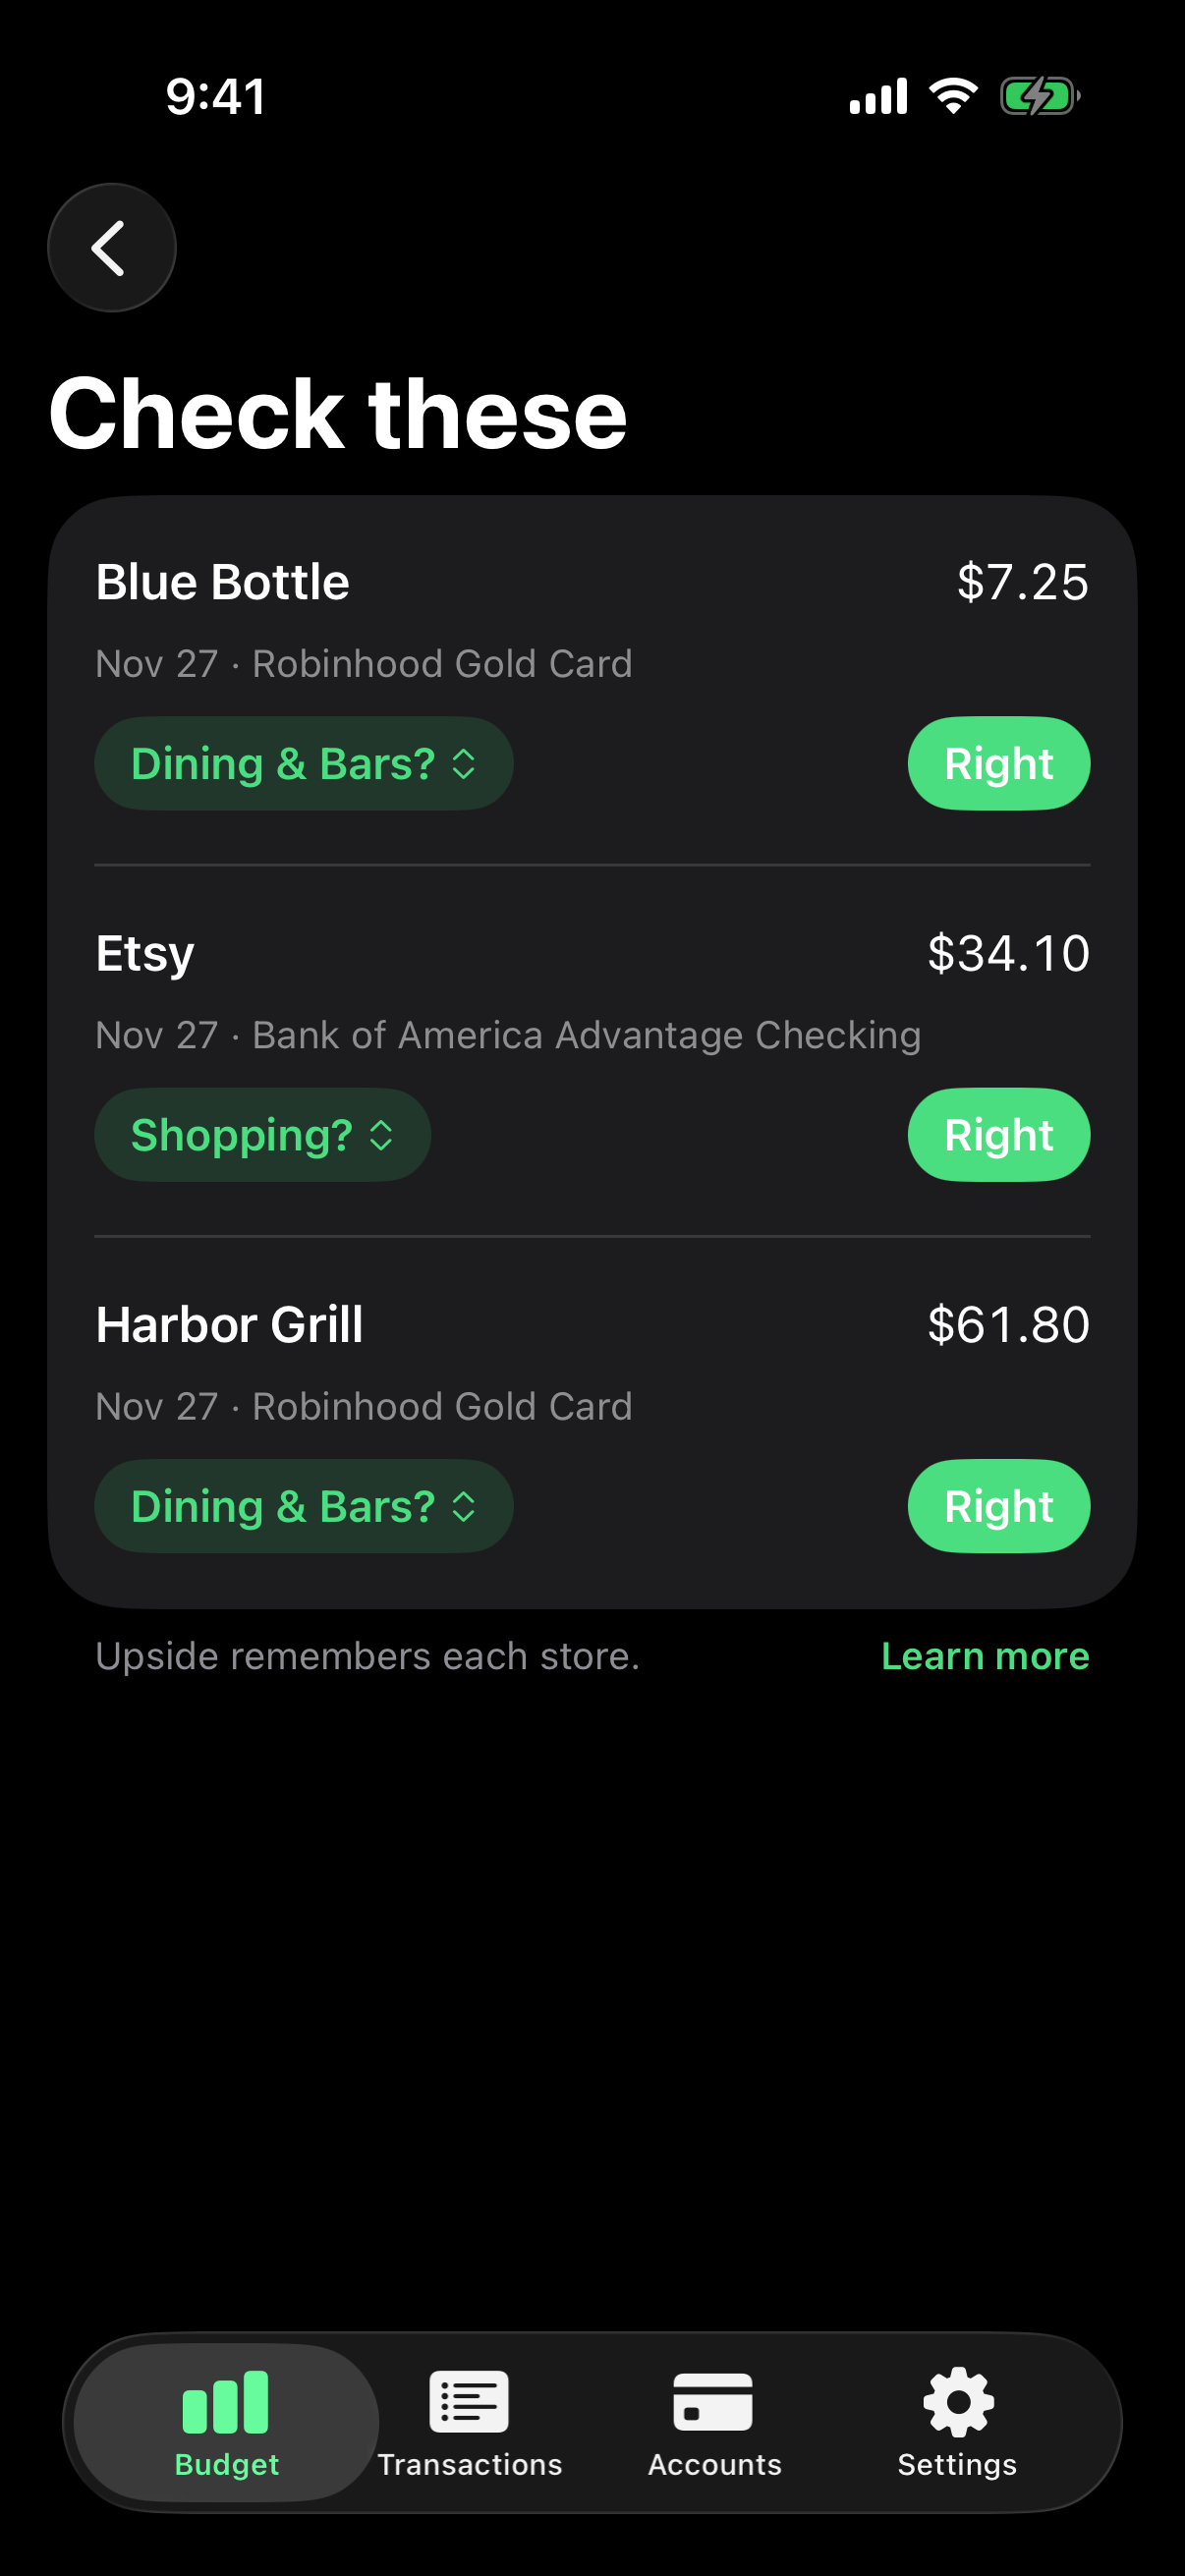 9:41
Check these
Blue Bottle $7.25
Nov 27 · Robinhood Gold Card
Dining & Bars? Right
Etsy $34.10
Nov 27 · Bank of America Advantage Checking
Shopping? Right
Harbor Grill $61.80
Nov 27 · Robinhood Gold Card
Dining & Bars? Right
Upside remembers each store. Learn more
Budget Transactions Accounts Settings